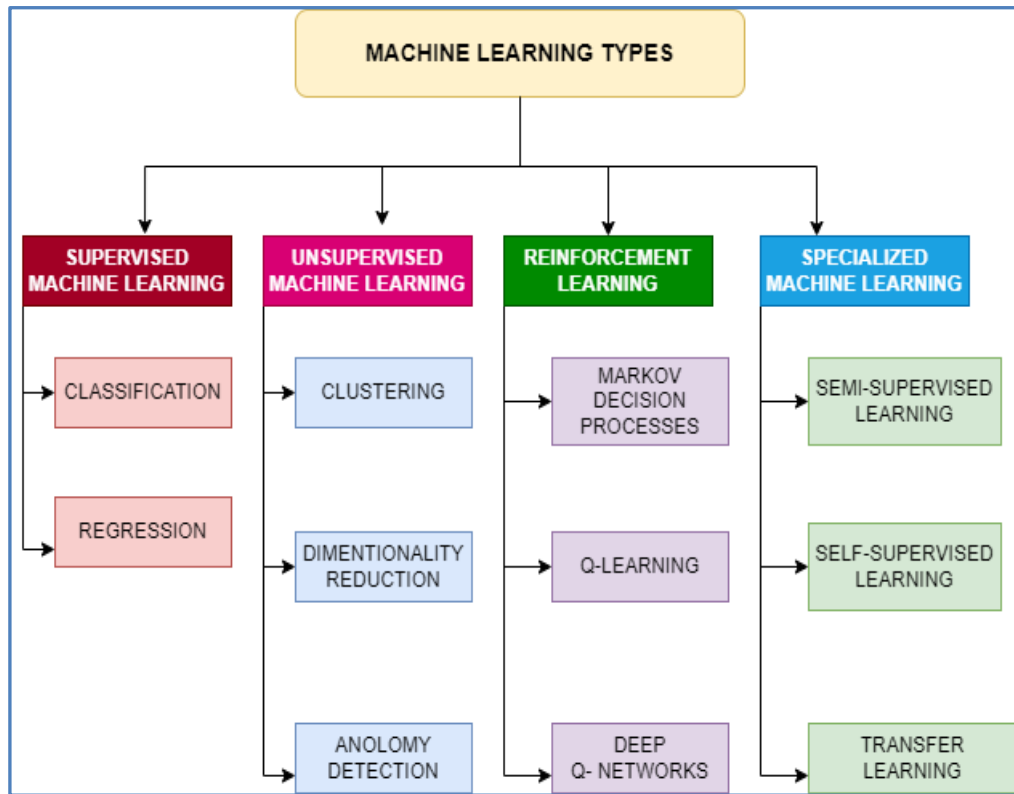 MACHINE LEARNING TYPES
SUPERVISED
MACHINE LEARNING
CLASSIFICATION
REGRESSION
UNSUPERVISED
MACHINE LEARNING
CLUSTERING
DIMENTIONALITY
REDUCTION
ANOLOMY
DETECTION
REINFORCEMENT
LEARNING
MARKOV
DECISION
PROCESSES
Q-LEARNING
DEEP
Q- NETWORKS
SPECIALIZED
MACHINE LEARNING
SEMI-SUPERVISED
LEARNING
SELF-SUPERVISED
LEARNING
TRANSFER
LEARNING